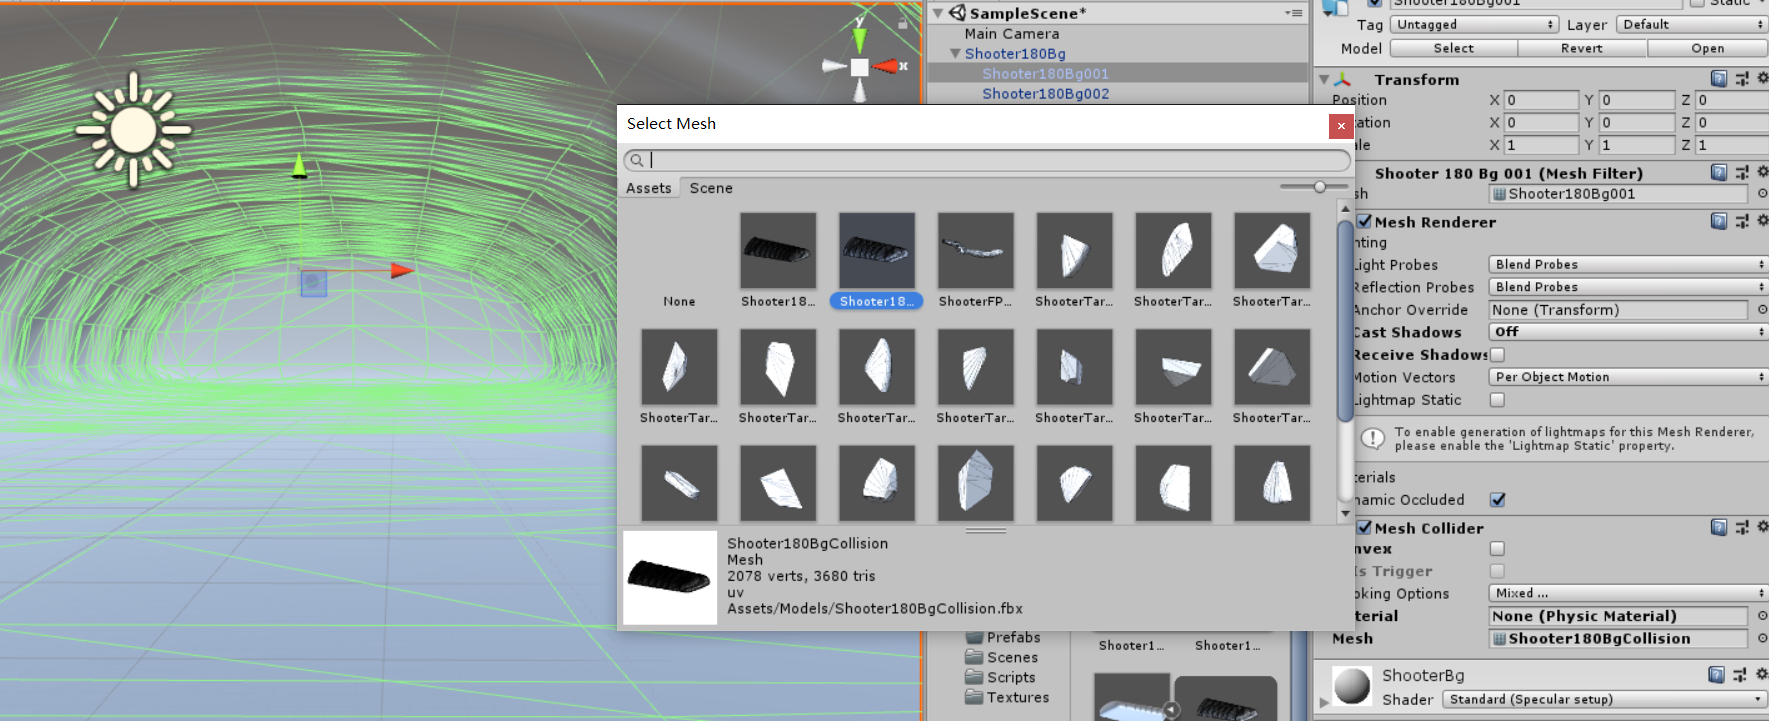 y
x
SampleScene*
Main Camera
Shooter180Bg
Shooter180Bg001
Shooter180Bg002
Select Mesh
Assets Scene
None Shooter18... Shooter18... ShooterFP... ShooterTar... ShooterTar... ShooterTar...
ShooterTar... ShooterTar... ShooterTar... ShooterTar... ShooterTar... ShooterTar... ShooterTar...
Shooter180BgCollision
Mesh
2078 verts, 3680 tris
uv
Assets/Models/Shooter180BgCollision.fbx
Prefabs
Scenes
Scripts
Textures
Shooter1... Shooter1...
Shooter180Bg001 Static
Tag Untagged Layer Default
Model Select Revert Open
Transform
Position X 0 Y 0 Z 0
tation X 0 Y 0 Z 0
ale X 1 Y 1 Z 1
Shooter 180 Bg 001 (Mesh Filter)
sh Shooter180Bg001
Mesh Renderer
hting
Light Probes Blend Probes
Reflection Probes Blend Probes
Anchor Override None (Transform)
Cast Shadows Off
Receive Shadows
Motion Vectors Per Object Motion
Lightmap Static
To enable generation of lightmaps for this Mesh Renderer,
please enable the 'Lightmap Static' property.
terials
namic Occluded
Mesh Collider
nvex
Is Trigger
oking Options Mixed ...
terial None (Physic Material)
Mesh Shooter180BgCollision
ShooterBg
Shader Standard (Specular setup)